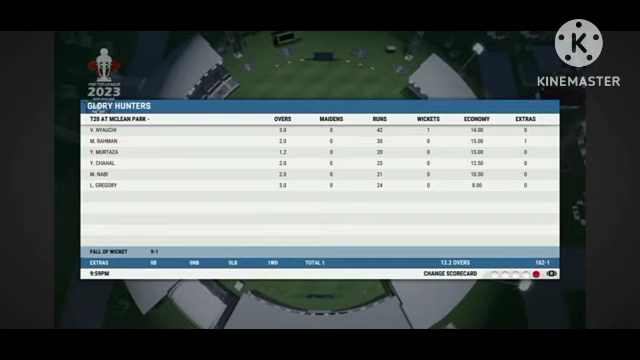 KINEMASTER
2023
GLORY HUNTERS
T20 AT MCLEAN PARK - OVERS MAIDENS RUNS WICKETS ECONOMY EXTRAS
V. NYAUCHI 3.0 0 42 1 14.00 0
M. RAHMAN 2.0 0 30 0 15.00 1
Y. MURTAZA 1.2 0 20 0 15.00 0
Y. CHAHAL 2.0 0 25 0 12.50 0
M. NABI 2.0 0 21 0 10.50 0
L. GREGORY 3.0 0 24 0 8.00 0
FALL OF WICKET 9-1
EXTRAS 0B 0NB 0LB 1WD TOTAL 1 13.2 OVERS 162-1
9:59PM CHANGE SCORECARD